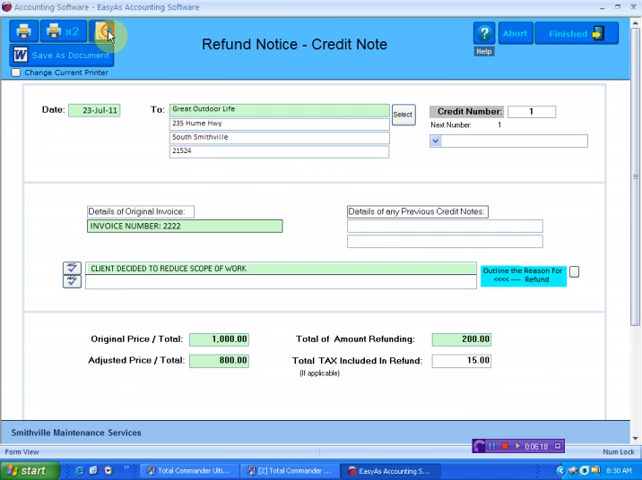 Accounting Software - EasyAs Accounting Software
x2
Save As Document
Change Current Printer
Refund Notice - Credit Note
Help
Abort
Finished
Date: 23-Jul-11
To: Great Outdoor Life
235 Hume Hwy
South Smithville
21524
Select
Credit Number: 1
Next Number: 1
Details of Original Invoice:
INVOICE NUMBER: 2222
Details of any Previous Credit Notes:
CLIENT DECIDED TO REDUCE SCOPE OF WORK
Outline the Reason For
<<<< ---- Refund
Original Price / Total: 1,000.00
Total of Amount Refunding: 200.00
Adjusted Price / Total: 800.00
Total TAX Included In Refund: 15.00
(If applicable)
Smithville Maintenance Services
0:06:18
Form View
Num Lock
start
Total Commander Ulti...
[2] Total Commander ...
EasyAs Accounting S...
8:30 AM